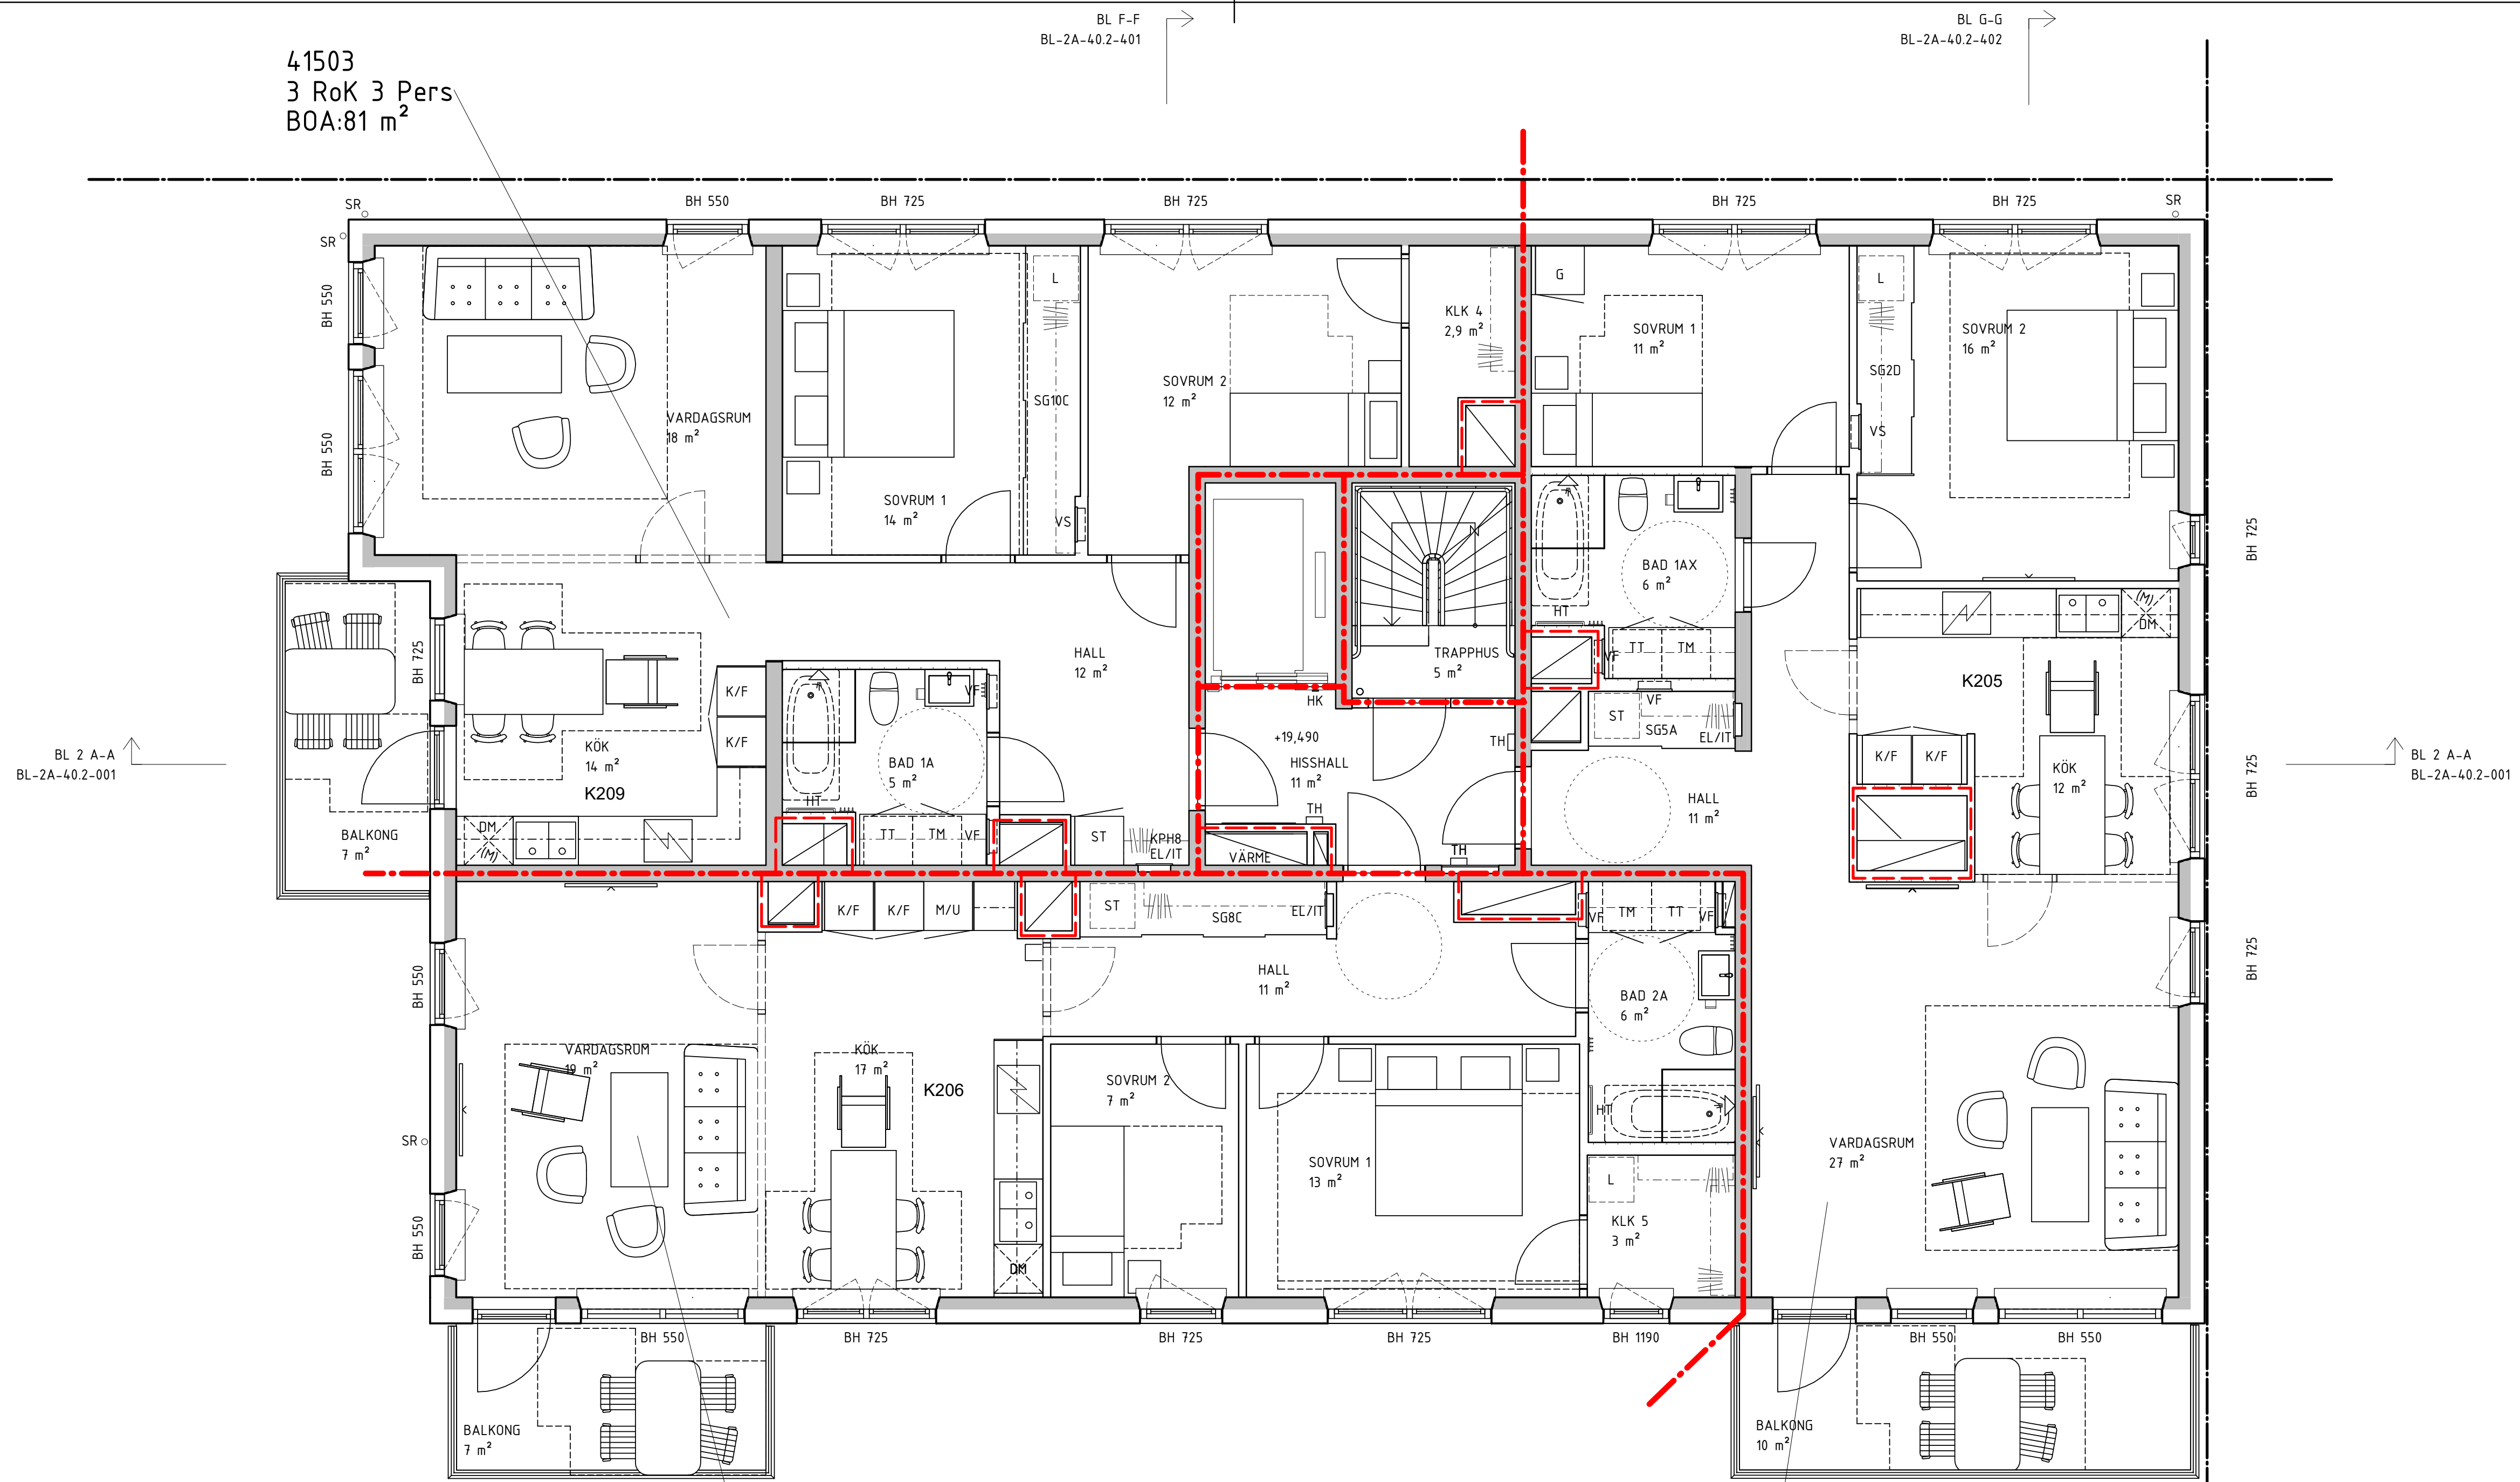 BL F-F
BL-2A-40.2-401
BL G-G
BL-2A-40.2-402
41503
3 RoK 3 Pers
BOA:81 m²
SR
SR
BH 550
BH 725
BH 725
BH 725
BH 725
SR
BH 550
BH 550
VARDAGSRUM
18 m²
SOVRUM 1
14 m²
L
SG10C
VS
SOVRUM 2
12 m²
KLK 4
2,9 m²
G
SOVRUM 1
11 m²
L
SG2D
VS
SOVRUM 2
16 m²
BH 725
BAD 1AX
6 m²
HT
VF
TT
TM
VF
ST
SG5A
EL/IT
TRAPPHUS
5 m²
HK
+19,490
HISSHALL
11 m²
TH
TH
TH
VÄRME
HALL
12 m²
BH 725
K/F
K/F
KÖK
14 m²
K209
DM
(M)
BAD 1A
5 m²
VF
HT
TT
TM
VF
ST
KPH8
EL/IT
BALKONG
7 m²
BL 2 A-A
BL-2A-40.2-001
(M)
DM
K205
K/F
K/F
KÖK
12 m²
HALL
11 m²
BH 725
BL 2 A-A
BL-2A-40.2-001
K/F
K/F
M/U
ST
SG8C
EL/IT
VF
TM
TT
VF
HALL
11 m²
BAD 2A
6 m²
HT
BH 550
BH 725
VARDAGSRUM
19 m²
KÖK
17 m²
K206
DM
SOVRUM 2
7 m²
SOVRUM 1
13 m²
L
KLK 5
3 m²
VARDAGSRUM
27 m²
SR
BH 550
BH 550
BH 725
BH 725
BH 725
BH 1190
BH 550
BH 550
BALKONG
7 m²
BALKONG
10 m²